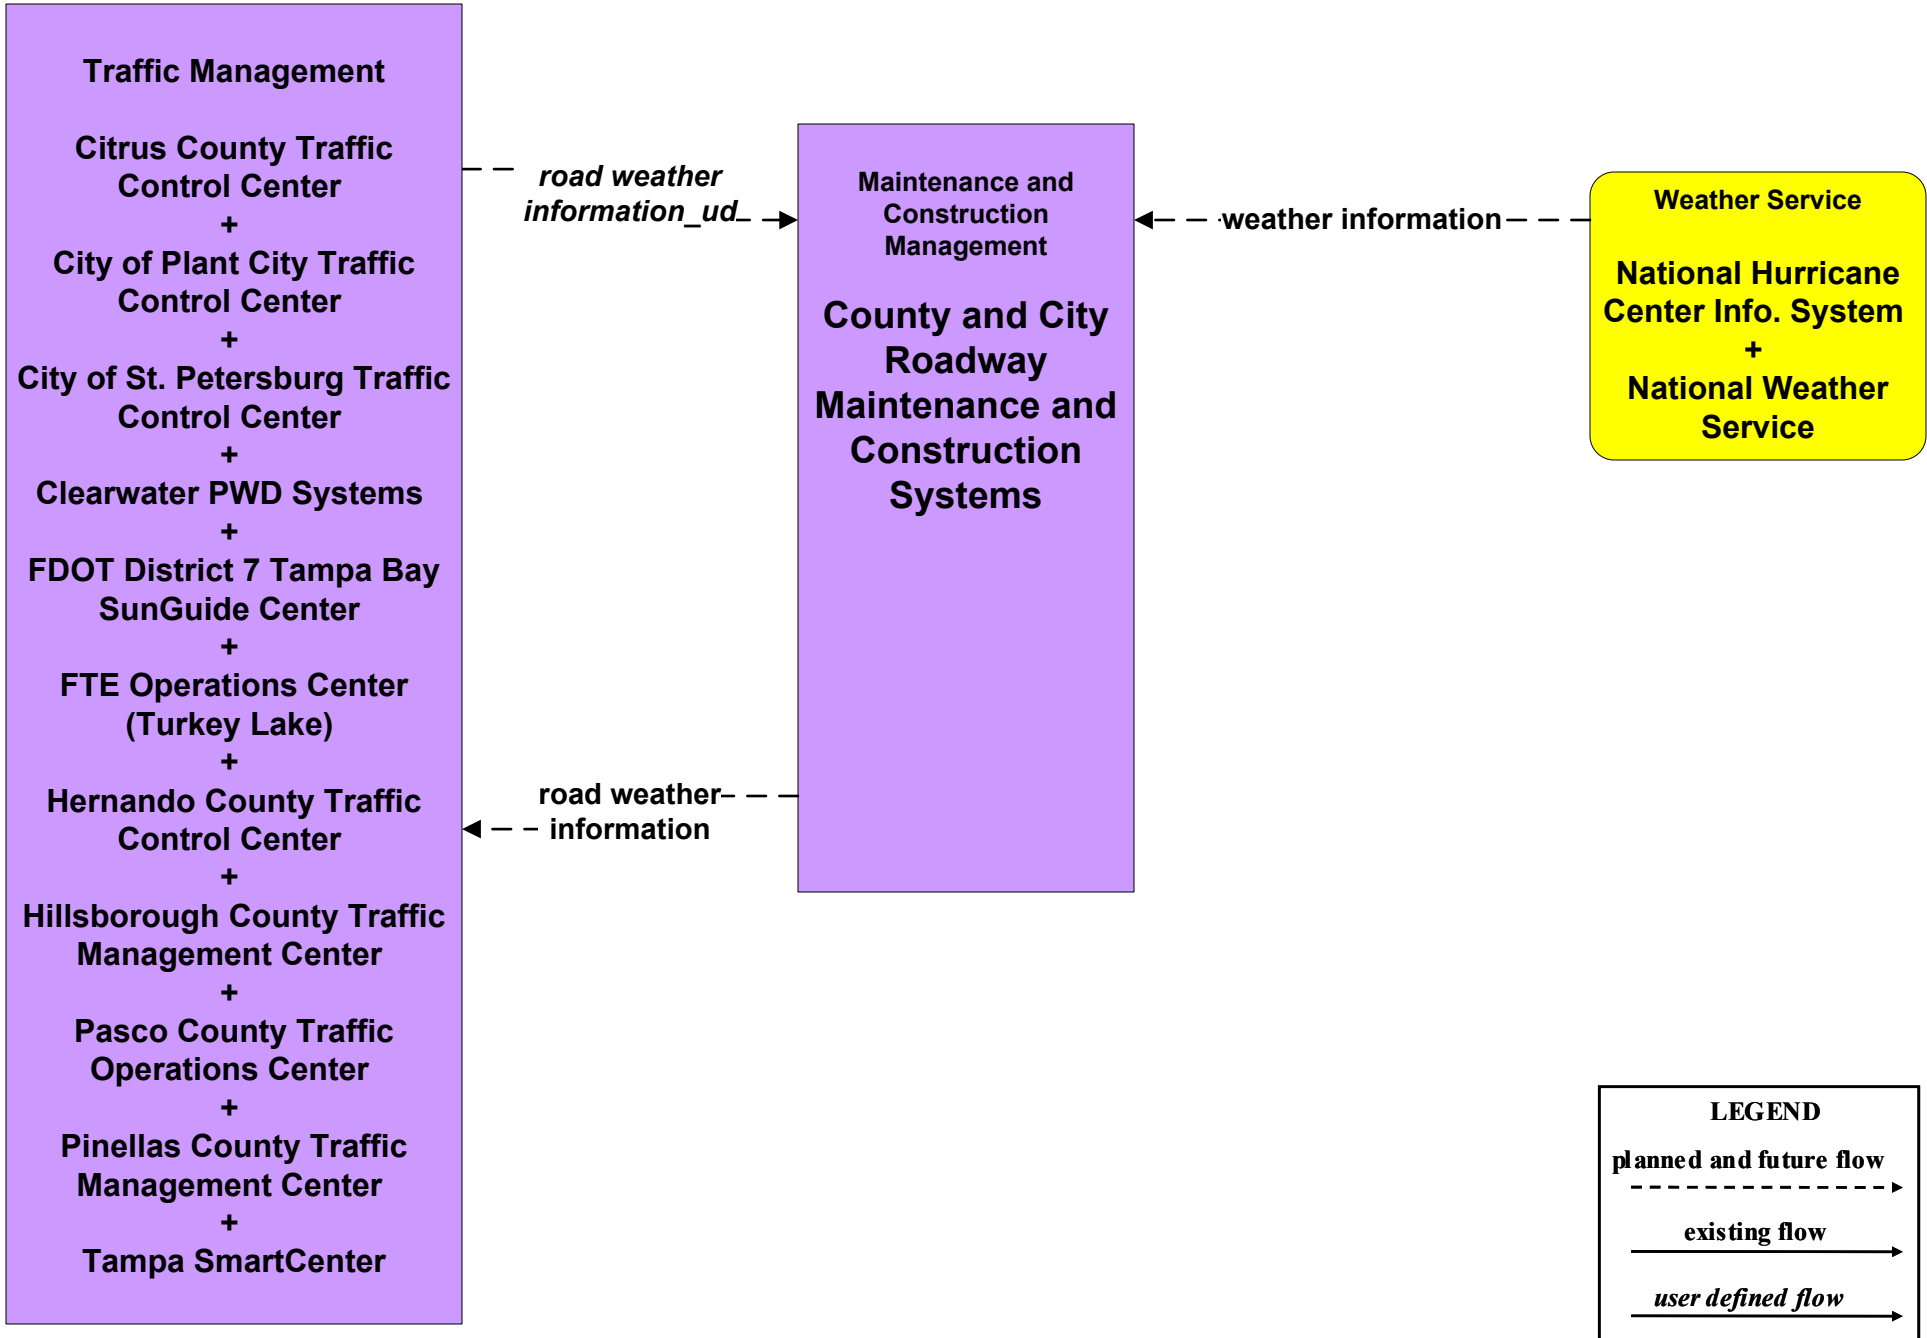 Traffic Management
Citrus County Traffic
Control Center
+
City of Plant City Traffic
Control Center
+
City of St. Petersburg Traffic
Control Center
+
Clearwater PWD Systems
+
FDOT District 7 Tampa Bay
SunGuide Center
+
FTE Operations Center
(Turkey Lake)
+
Hernando County Traffic
Control Center
+
Hillsborough County Traffic
Management Center
+
Pasco County Traffic
Operations Center
+
Pinellas County Traffic
Management Center
+
Tampa SmartCenter
road weather
information_ud
road weather
information
Maintenance and
Construction
Management
County and City
Roadway
Maintenance and
Construction
Systems
weather information
Weather Service
National Hurricane
Center Info. System
+
National Weather
Service
LEGEND
planned and future flow
existing flow
user defined flow